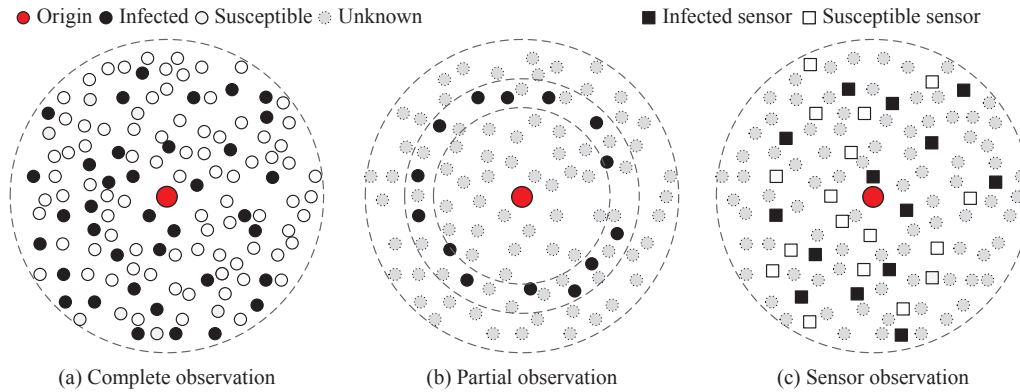 Origin Infected Susceptible Unknown Infected sensor Susceptible sensor
(a) Complete observation (b) Partial observation (c) Sensor observation